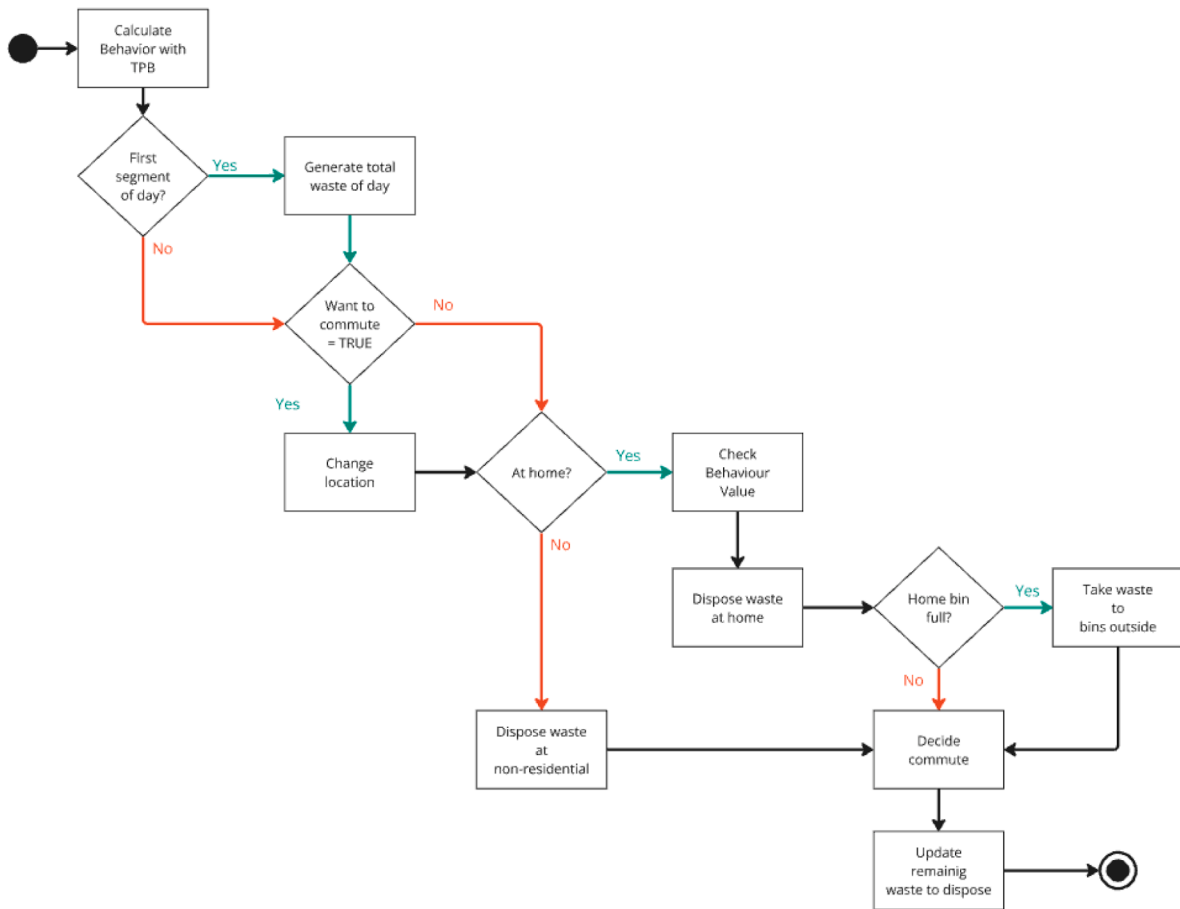 Calculate
Behavior with
TPB
First
segment
of day?
Yes
Generate total
waste of day
No
Want to
commute
= TRUE
No
Yes
Change
location
At home?
Yes
Check
Behaviour
Value
No
Dispose waste
at home
Home bin
full?
Yes
Take waste
to
bins outside
No
Dispose waste
at
non-residential
Decide
commute
Update
remainig
waste to dispose